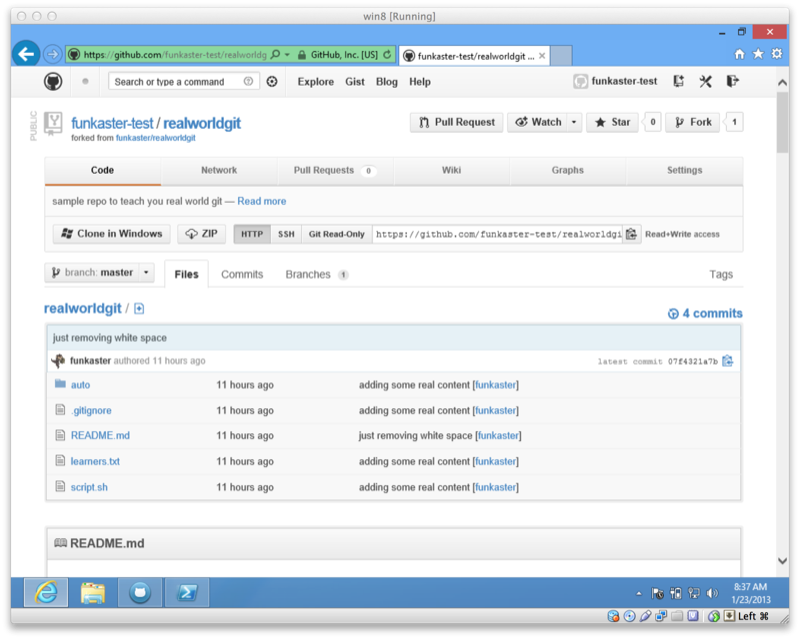 win8 [Running]
https://github.com/funkaster-test/realworldg
GitHub, Inc. [US]
funkaster-test/realworldgit ...
Search or type a command
Explore Gist Blog Help
funkaster-test
PUBLIC
funkaster-test / realworldgit
forked from funkaster/realworldgit
Pull Request Watch Star 0 Fork 1
Code Network Pull Requests 0 Wiki Graphs Settings
sample repo to teach you real world git — Read more
Clone in Windows ZIP HTTP SSH Git Read-Only https://github.com/funkaster-test/realworldgi Read+Write access
branch: master Files Commits Branches 1 Tags
realworldgit /
4 commits
just removing white space
funkaster authored 11 hours ago latest commit 07f4321a7b
auto 11 hours ago adding some real content [funkaster]
.gitignore 11 hours ago adding some real content [funkaster]
README.md 11 hours ago just removing white space [funkaster]
learners.txt 11 hours ago adding some real content [funkaster]
script.sh 11 hours ago adding some real content [funkaster]
README.md
8:37 AM
1/23/2013
Left ⌘